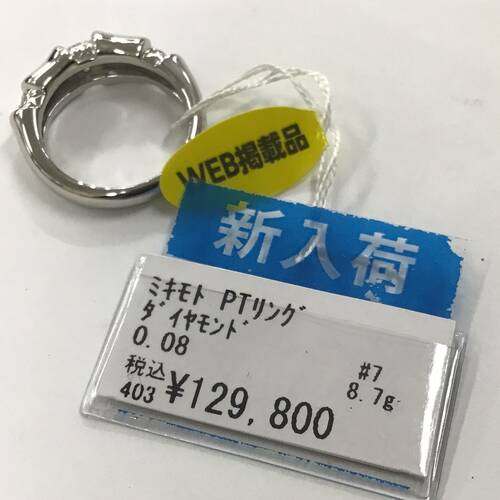 WEB掲載品
新入荷
ﾐｷﾓﾄ PTﾘﾝｸﾞ
ﾀﾞｲﾔﾓﾝﾄﾞ
0.08
#7
8.7g
税込
403 ¥129,800